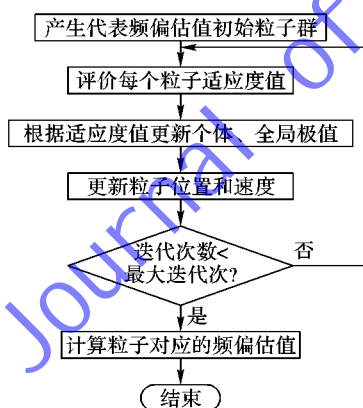 产生代表频偏估值初始粒子群
评价每个粒子适应度值
根据适应度值更新个体、全局极值
更新粒子位置和速度
迭代次数<
最大迭代次?
否
是
计算粒子对应的频偏估值
结束
Journal of